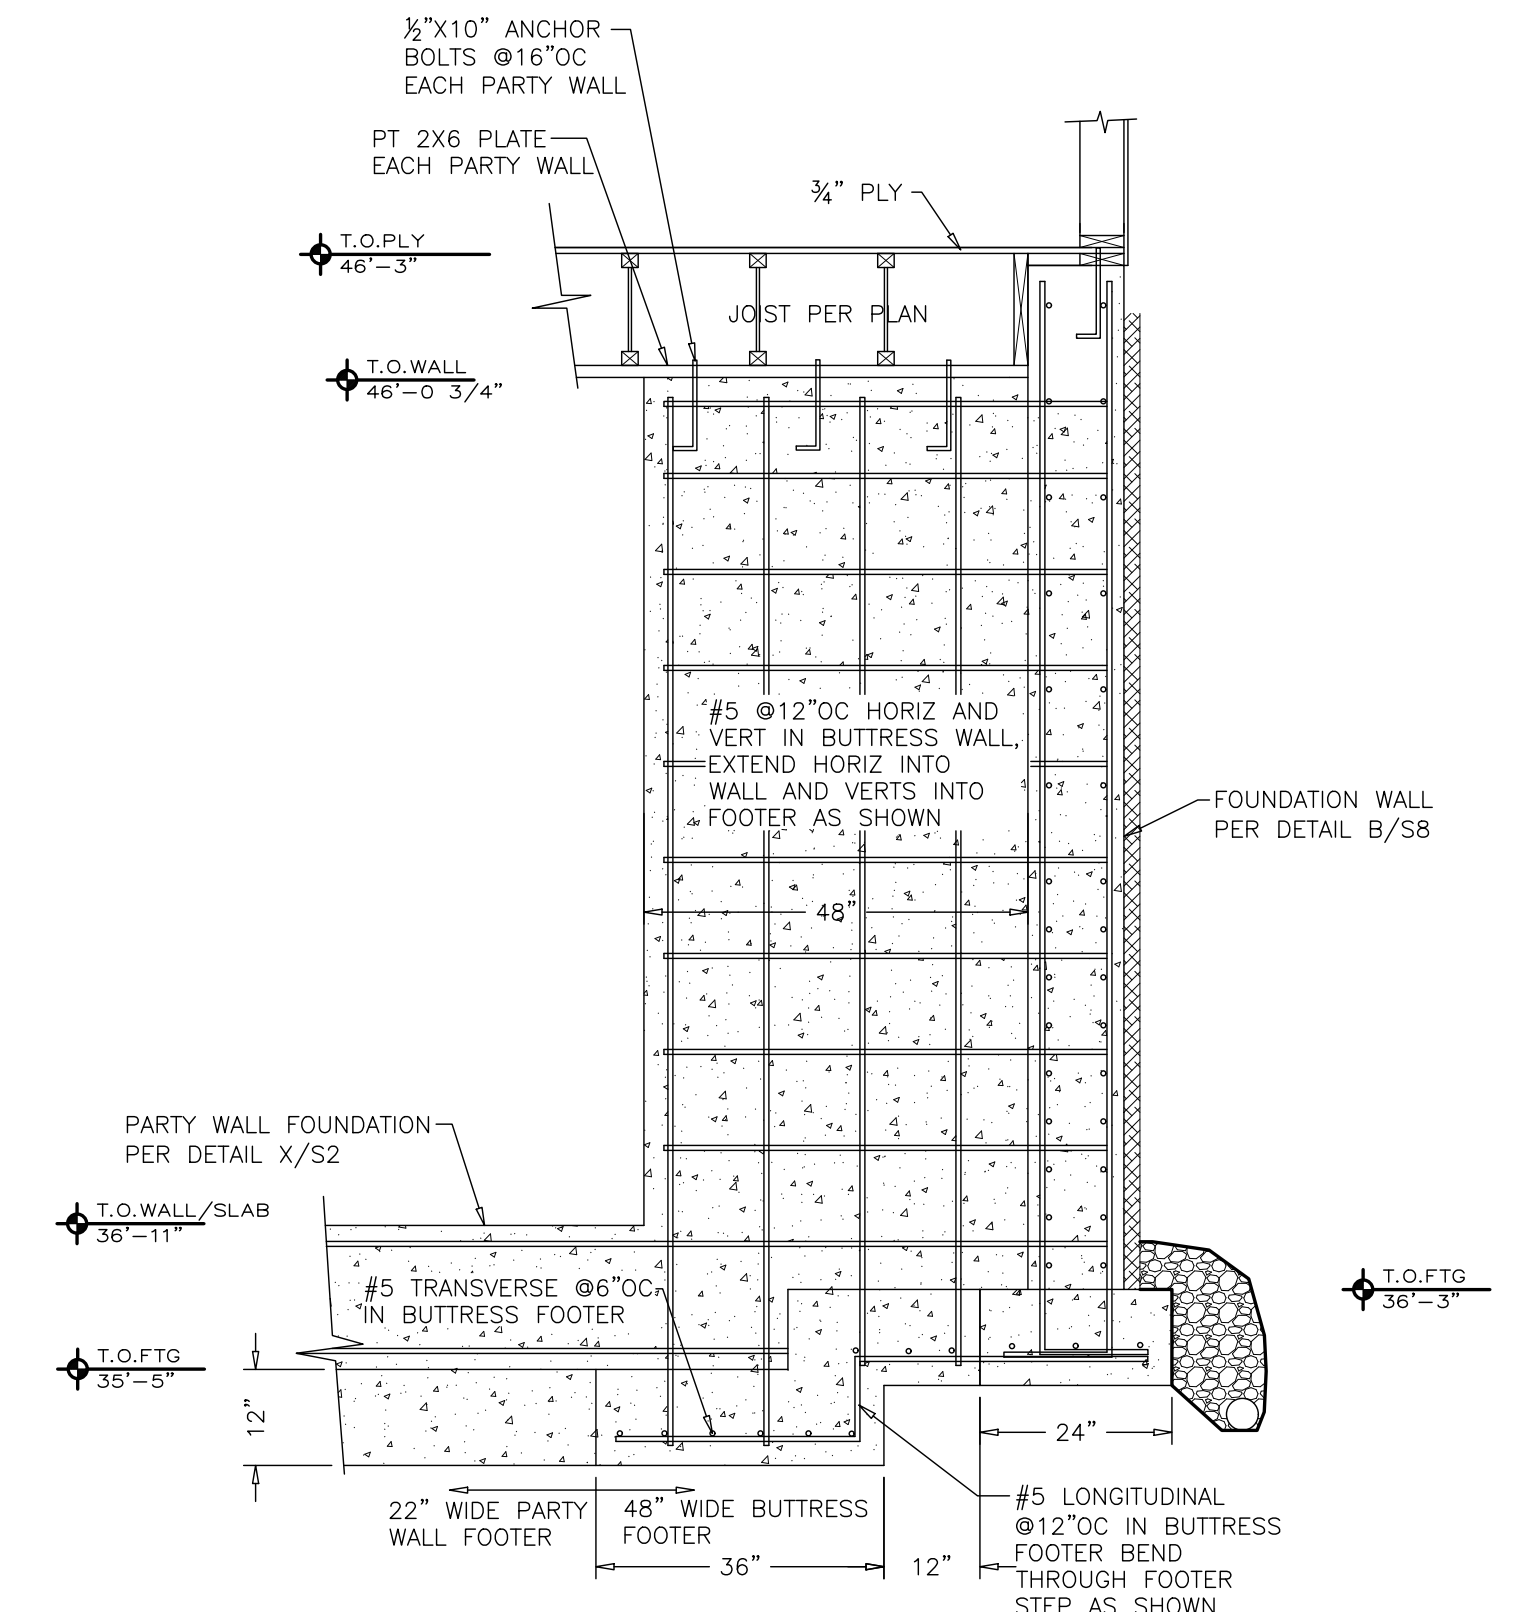 ½"X10" ANCHOR
BOLTS @16"OC
EACH PARTY WALL
PT 2X6 PLATE
EACH PARTY WALL
¾" PLY
T.O.PLY
46'-3"
JOIST PER PLAN
T.O.WALL
46'-0 3/4"
#5 @12"OC HORIZ AND
VERT IN BUTTRESS WALL,
EXTEND HORIZ INTO
WALL AND VERTS INTO
FOOTER AS SHOWN
FOUNDATION WALL
PER DETAIL B/S8
48"
PARTY WALL FOUNDATION
PER DETAIL X/S2
T.O.WALL/SLAB
36'-11"
#5 TRANSVERSE @6"OC
IN BUTTRESS FOOTER
T.O.FTG
36'-3"
T.O.FTG
35'-5"
12"
24"
22" WIDE PARTY
WALL FOOTER
48" WIDE BUTTRESS
FOOTER
36"
12"
#5 LONGITUDINAL
@12"OC IN BUTTRESS
FOOTER BEND
THROUGH FOOTER
STEP AS SHOWN